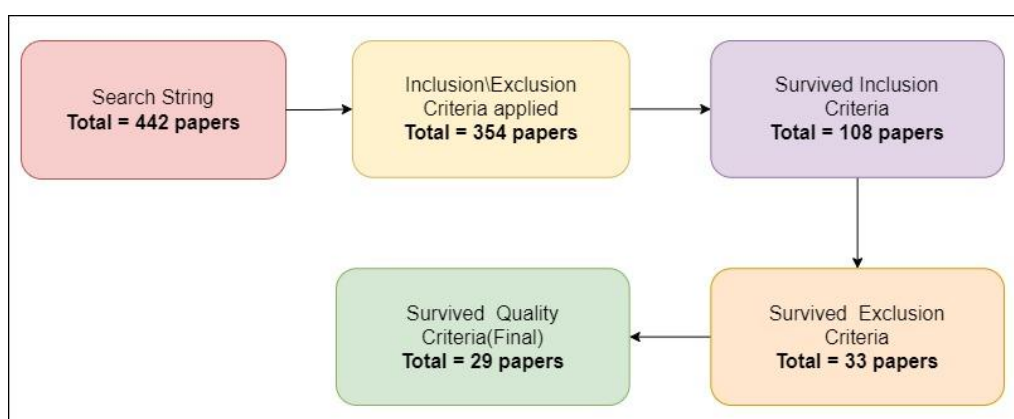 Search String
Total = 442 papers
Inclusion\Exclusion
Criteria applied
Total = 354 papers
Survived Inclusion
Criteria
Total = 108 papers
Survived Exclusion
Criteria
Total = 33 papers
Survived Quality
Criteria(Final)
Total = 29 papers